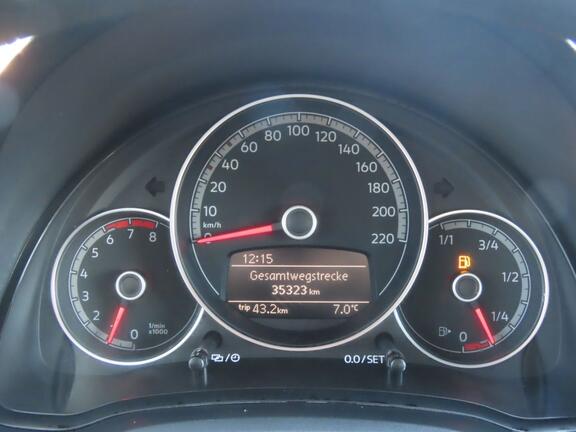 80 100 120
60 140
40 160
20 180
10 200
km/h
0 220
12:15
Gesamtwegstrecke
35323 km
trip 43.2 km 7.0 °C
6 7 8
5
4
3
2
1
0
1/min
x1000
1/1 3/4
1/2
1/4
0
0.0/SET